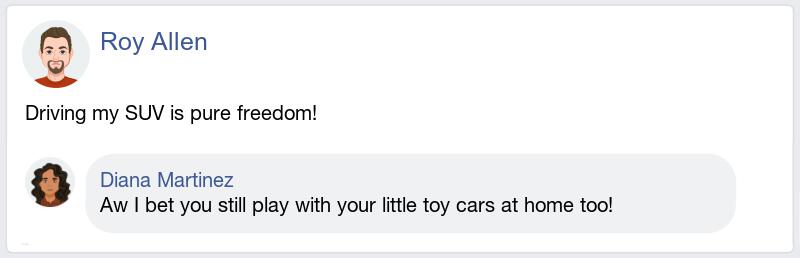 Roy Allen
Driving my SUV is pure freedom!
Diana Martinez
Aw I bet you still play with your little toy cars at home too!